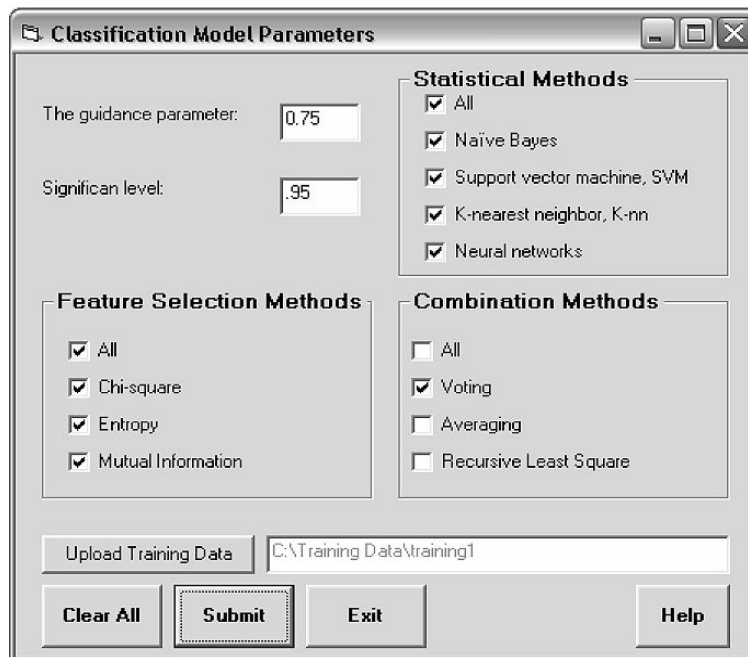 Classification Model Parameters
The guidance parameter:
0.75
Significan level:
.95
Statistical Methods
All
Naïve Bayes
Support vector machine, SVM
K-nearest neighbor, K-nn
Neural networks
Feature Selection Methods
All
Chi-square
Entropy
Mutual Information
Combination Methods
All
Voting
Averaging
Recursive Least Square
Upload Training Data
C:\Training Data\training1
Clear All
Submit
Exit
Help